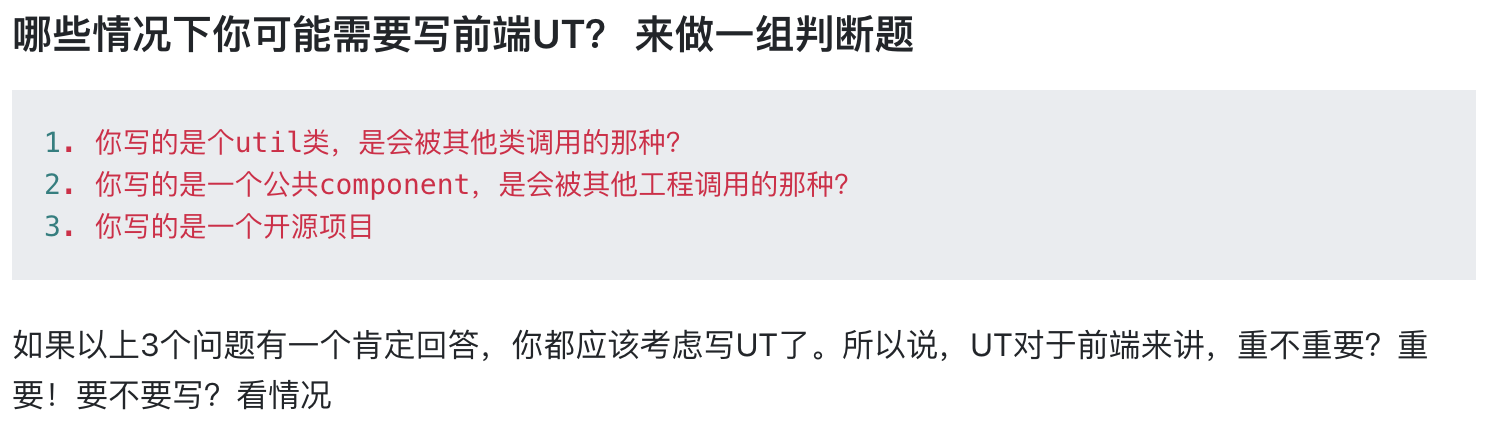 哪些情况下你可能需要写前端UT？ 来做一组判断题
1. 你写的是个util类，是会被其他类调用的那种？
2. 你写的是一个公共component，是会被其他工程调用的那种？
3. 你写的是一个开源项目
如果以上3个问题有一个肯定回答，你都应该考虑写UT了。所以说，UT对于前端来讲，重不重要？重
要！要不要写？看情况